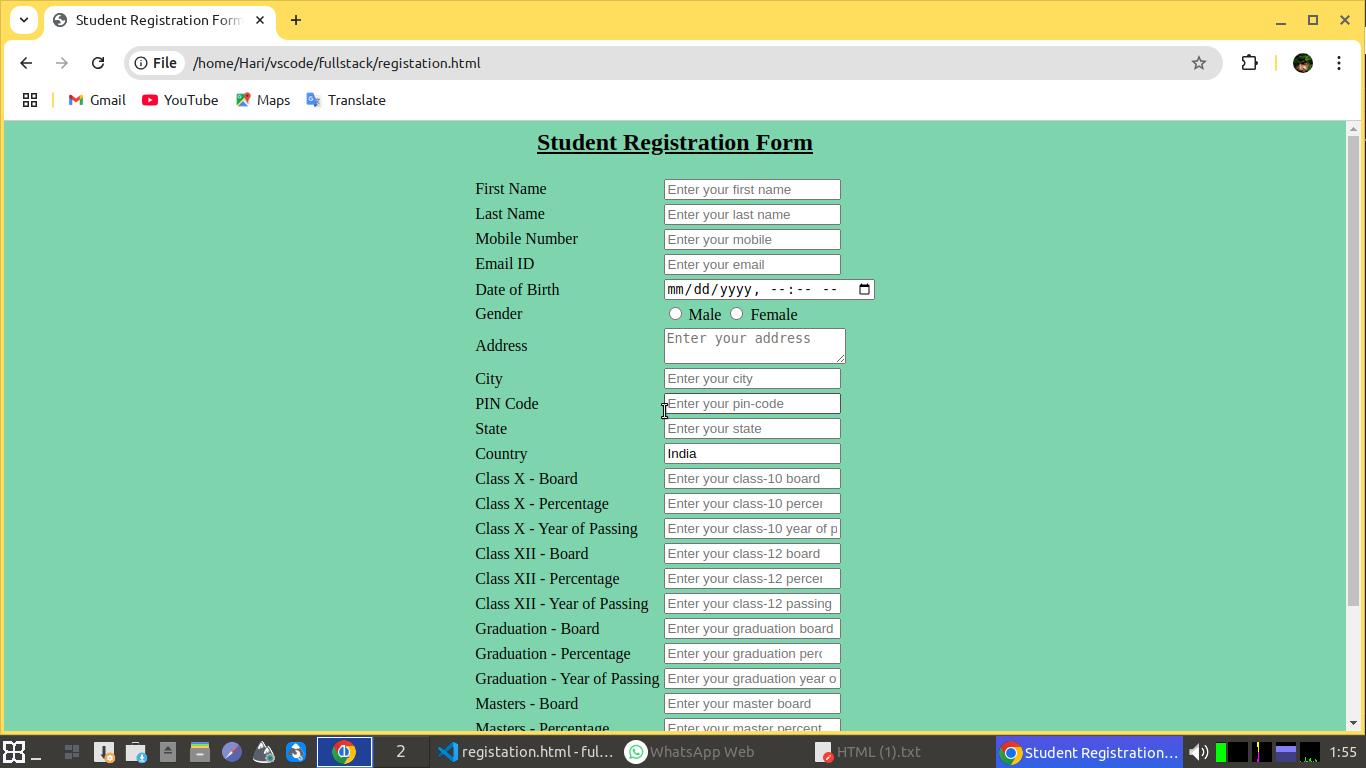 Student Registration Form
File /home/Hari/vscode/fullstack/registation.html
Gmail YouTube Maps Translate
Student Registration Form
First Name Enter your first name
Last Name Enter your last name
Mobile Number Enter your mobile
Email ID Enter your email
Date of Birth mm/dd/yyyy, --:-- --
Gender Male Female
Address Enter your address
City Enter your city
PIN Code Enter your pin-code
State Enter your state
Country India
Class X - Board Enter your class-10 board
Class X - Percentage Enter your class-10 percer
Class X - Year of Passing Enter your class-10 year of p
Class XII - Board Enter your class-12 board
Class XII - Percentage Enter your class-12 percer
Class XII - Year of Passing Enter your class-12 passing
Graduation - Board Enter your graduation board
Graduation - Percentage Enter your graduation perc
Graduation - Year of Passing Enter your graduation year o
Masters - Board Enter your master board
Masters - Percentage Enter your master percent
2 registation.html - ful... WhatsApp Web HTML (1).txt Student Registration... 1:55